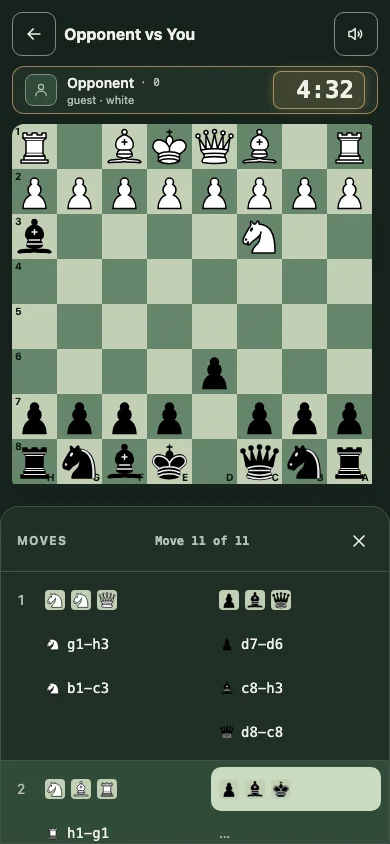 Opponent vs You
Opponent · 0
guest · white
4:32
1
2
3
4
5
6
7
8
H G F E D C B A
MOVES Move 11 of 11
1
g1–h3 d7–d6
b1–c3 c8–h3
d8–c8
2
h1–g1 …